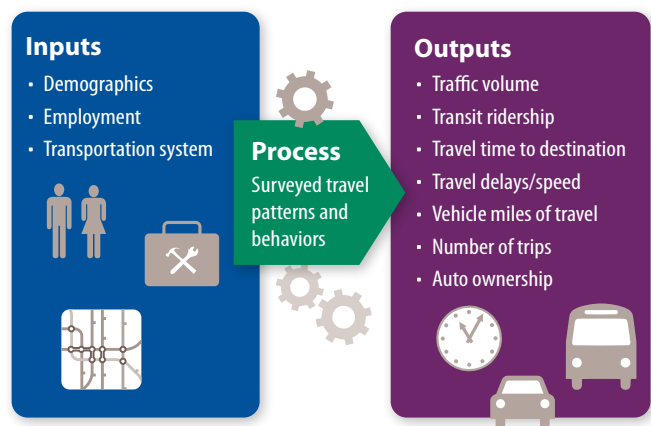 Inputs
· Demographics
· Employment
· Transportation system
Process
Surveyed travel
patterns and
behaviors
Outputs
· Traffic volume
· Transit ridership
· Travel time to destination
· Travel delays/speed
· Vehicle miles of travel
· Number of trips
· Auto ownership